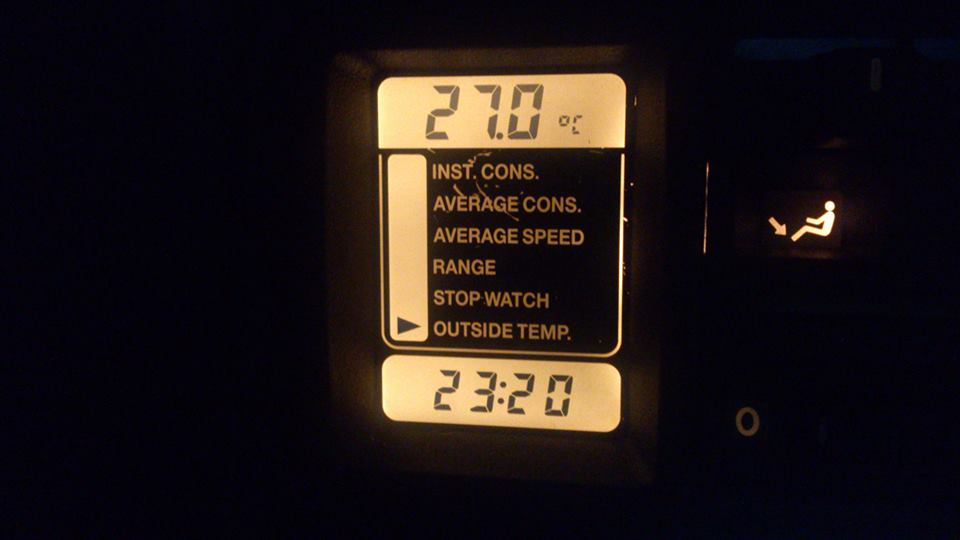 27.0 °C
INST. CONS.
AVERAGE CONS.
AVERAGE SPEED
RANGE
STOP WATCH
OUTSIDE TEMP.
23:20
O